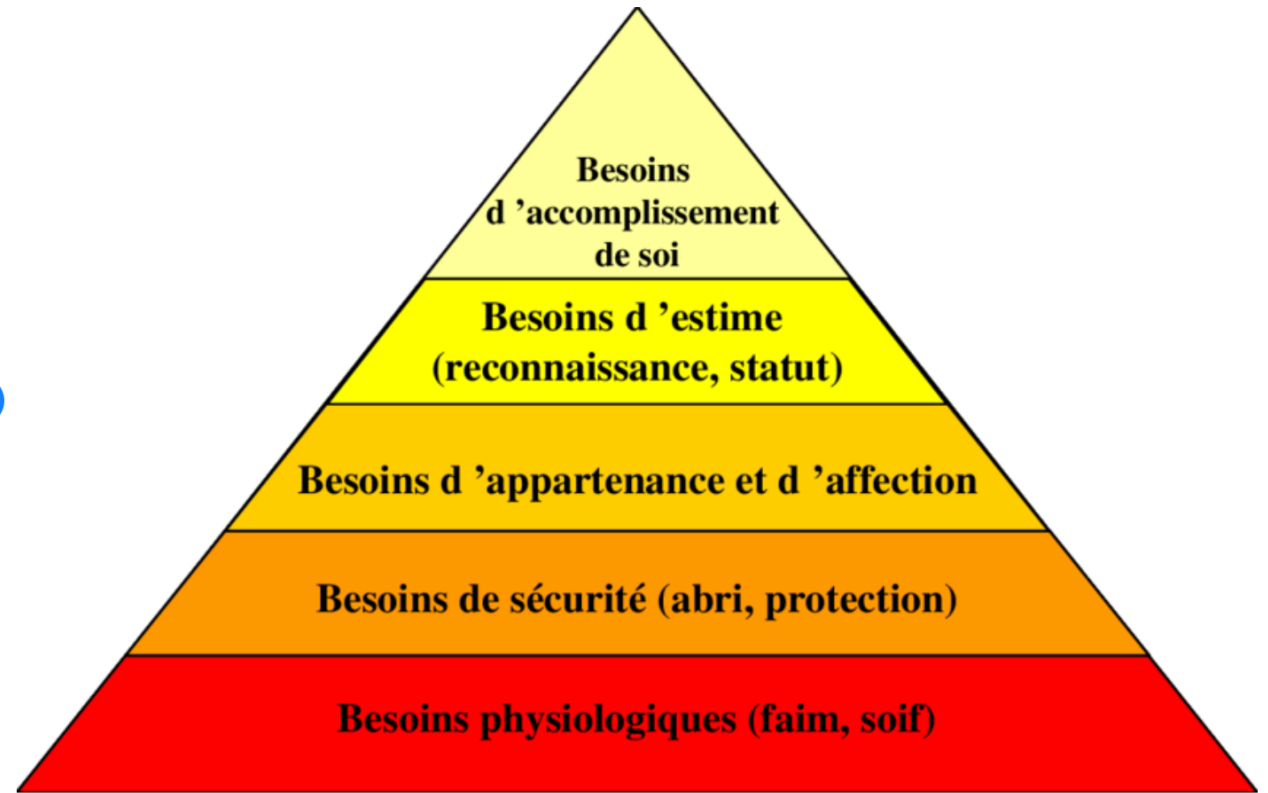 Besoins
d ’accomplissement
de soi
Besoins d ’estime
(reconnaissance, statut)
Besoins d ’appartenance et d ’affection
Besoins de sécurité (abri, protection)
Besoins physiologiques (faim, soif)